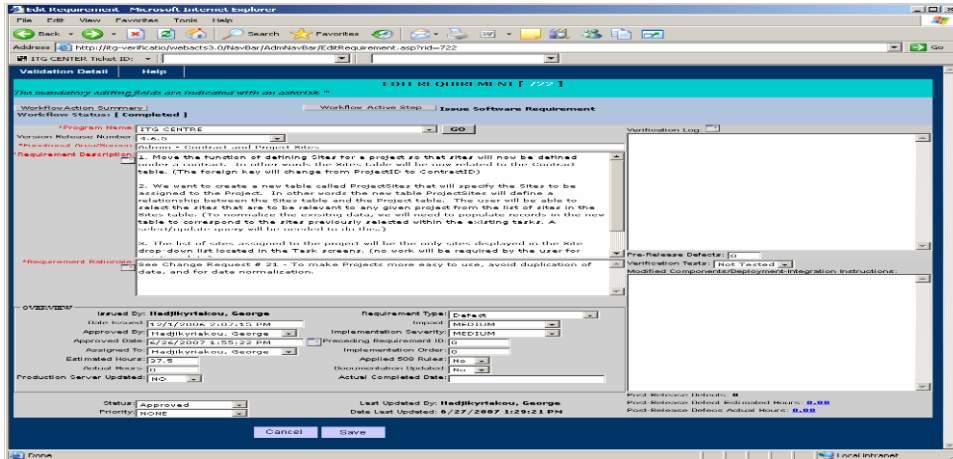 Edit Requirement - Microsoft Internet Explorer
File Edit View Favorites Tools Help
Back Search Favorites
Address http://itg-verificatio/webacts3.0/NavBar/AdmNavBar/EditRequirement.asp?rid=722 Go
ITG CENTER Ticket ID:
Validation Detail Help
EDIT REQUIREMENT [ 722 ]
The mandatory editing fields are indicated with an asterisk *
WorkflowAction Summary Workflow Active Step Issue Software Requirement
Workflow Status: [ Completed ]
*Program Name: ITG CENTRE GO
Version Release Number 4.6.5
*Functional Area/Screen Admin - Contract and Project Sites
*Requirement Description:
1. Move the function of defining Sites for a project so that sites will now be defined
under a contract. In other words the Sites table will be now related to the Contract
table. (The foreign key will change from ProjectID to ContractID)
2. We want to create a new table called ProjectSites that will specify the Sites to be
assigned to the Project. In other words the new table ProjectSites will define a
relationship between the Sites table and the Project table. The user will be able to
select the sites that are to be relevant to any given project from the list of sites in the
Sites table. (To normalize the existing data, we will need to populate records in the new
table to correspond to the sites previously selected within the existing tasks. A
select/update query will be needed to do this.)
3. The list of sites assigned to the project will be the only sites displayed in the Site
drop-down list located in the Task screens. (no work will be required by the user for
*Requirement Rationale:
See Change Request # 21 - To make Projects more easy to use, avoid duplication of
data, and for data normalization.
Verification Log:
Pre-Release Defects: 0
Verification Tests: Not Tested
Modified Components/Deployment-Integration Instructions:
OVERVIEW
Issued By: Hadjikyriakou, George Requirement Type: Defect
Date Issued: 12/1/2006 2:07:15 PM Impact: MEDIUM
Approved By: Hadjikyriakou, George Implementation Severity: MEDIUM
Approved Date: 6/26/2007 1:55:22 PM Preceding Requirement ID: 0
Assigned To: Hadjikyriakou, George Implementation Order: 0
Estimated Hours: 37.5 Applied 508 Rules: No
Actual Hours: 0 Documentation Updated: No
Production Server Updated: NO Actual Completed Date:
Status: Approved Last Updated By: Hadjikyriakou, George
Priority: NONE Date Last Updated: 6/27/2007 1:29:21 PM
Post-Release Defects: 0
Post-Release Defect Estimated Hours: 0.00
Post-Release Defects Actual Hours: 0.00
Cancel Save
Done Local intranet